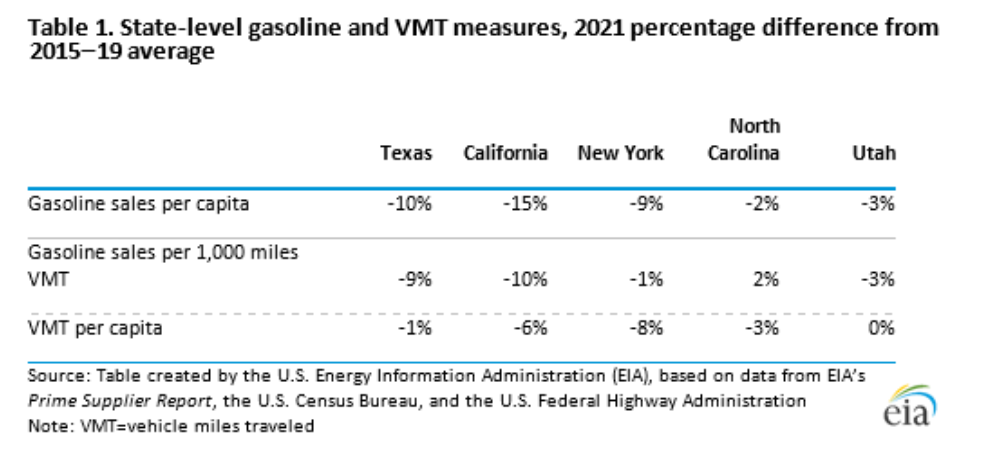 Table 1. State-level gasoline and VMT measures, 2021 percentage difference from
2015–19 average
North
Texas California New York Carolina Utah
Gasoline sales per capita -10% -15% -9% -2% -3%
Gasoline sales per 1,000 miles
VMT -9% -10% -1% 2% -3%
VMT per capita -1% -6% -8% -3% 0%
Source: Table created by the U.S. Energy Information Administration (EIA), based on data from EIA’s
Prime Supplier Report, the U.S. Census Bureau, and the U.S. Federal Highway Administration
Note: VMT=vehicle miles traveled
eia